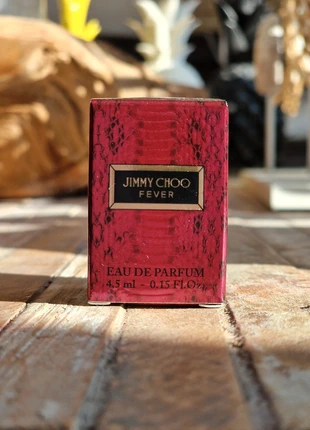 JIMMY CHOO
FEVER
EAU DE PARFUM
4.5 ml - 0.15 Fl.Oz.